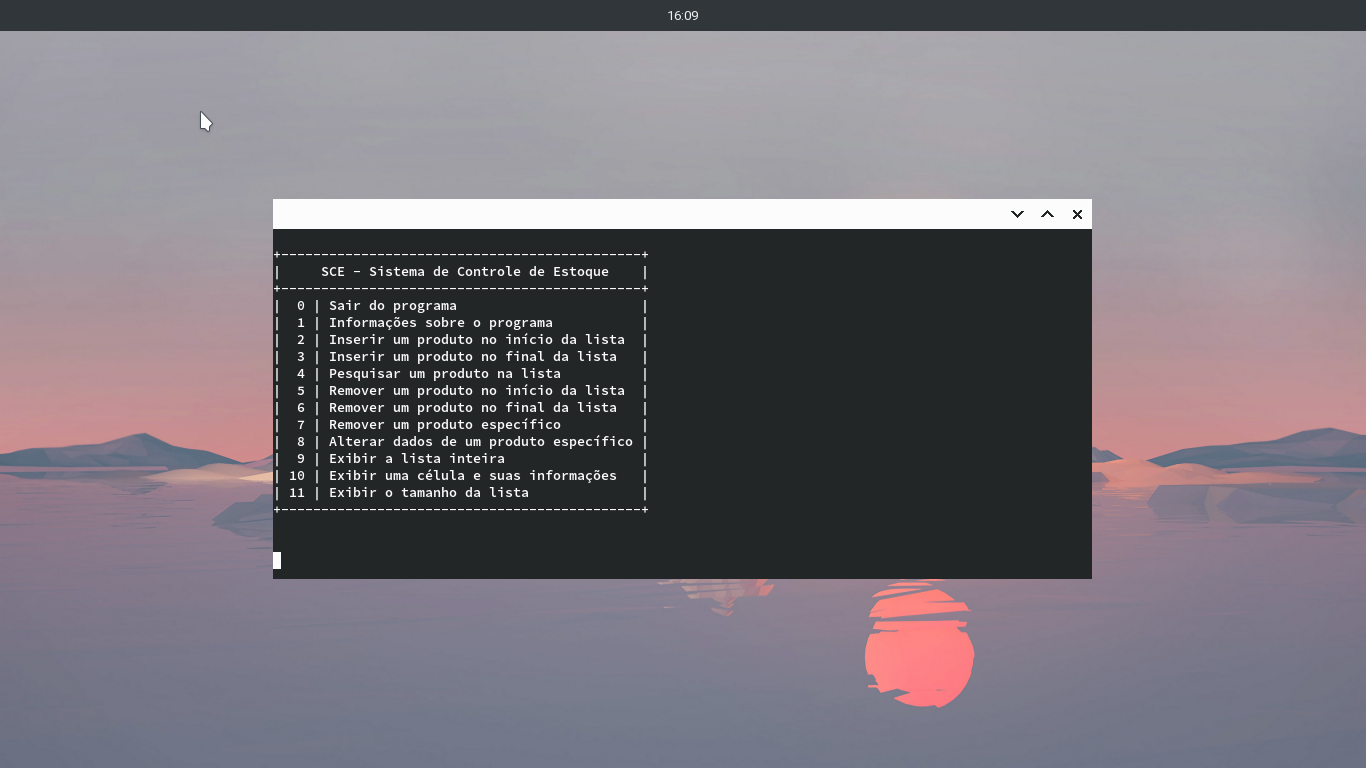 16:09
+---------------------------------------------+
|     SCE - Sistema de Controle de Estoque    |
+---------------------------------------------+
|  0 | Sair do programa                       |
|  1 | Informações sobre o programa           |
|  2 | Inserir um produto no início da lista  |
|  3 | Inserir um produto no final da lista   |
|  4 | Pesquisar um produto na lista          |
|  5 | Remover um produto no início da lista  |
|  6 | Remover um produto no final da lista   |
|  7 | Remover um produto específico          |
|  8 | Alterar dados de um produto específico |
|  9 | Exibir a lista inteira                 |
| 10 | Exibir uma célula e suas informações   |
| 11 | Exibir o tamanho da lista              |
+---------------------------------------------+